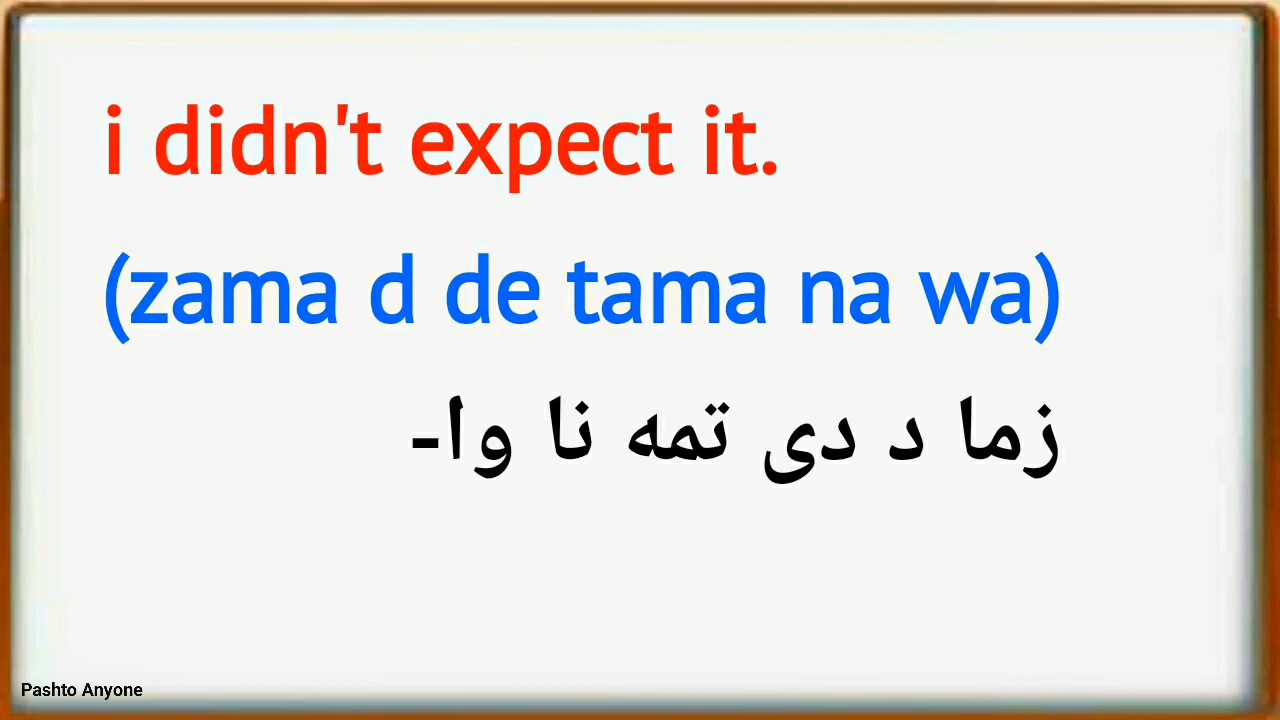 i didn't expect it.
(zama d de tama na wa)
زما د دی تمه نا وا-
Pashto Anyone